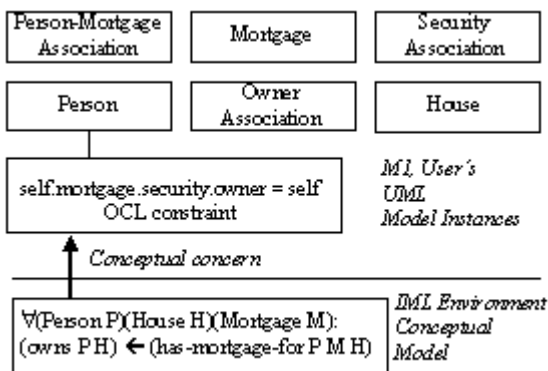 Person-Mortgage
Association
Mortgage
Security
Association
Person
Owner
Association
House
self.mortgage.security.owner = self
OCL constraint
M1, User´s
UML
Model Instances
Conceptual concern
∀(Person P)(House H)(Mortgage M):
(owns P H) ← (has-mortgage-for P M H)
IML Environment
Conceptual
Model